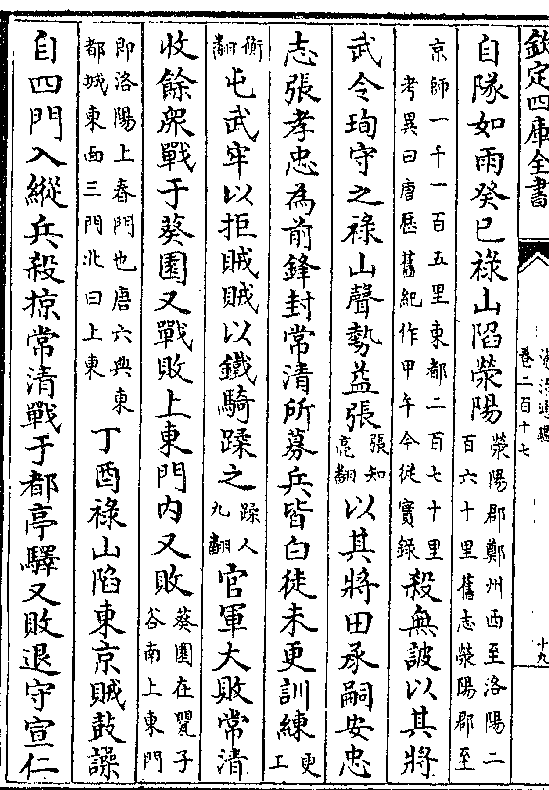 欽定四庫全書
資治通鑑
卷二百十七
十九
自隊如雨癸巳祿山陷滎陽滎陽郡鄭州西至洛陽二百六十里舊志滎陽郡至
京師一千一百五里東都二百七十里考異曰唐歷舊紀作甲午今從實錄殺無詖以其將
武令珣守之祿山聲勢益張張知亮翻以其將田承嗣安忠
志張孝忠為前鋒封常清所募兵皆白徒未更訓練更工
衡翻屯武牢以拒賊賊以鐵騎蹂之蹂人九翻官軍大敗常清
收餘衆戰于葵園又戰敗上東門内又敗葵園在甖子谷南上東門
即洛陽上春門也唐六典東都城東面三門北曰上東丁酉祿山陷東京賊鼓譟
自四門入縱兵殺掠常清戰于都亭驛又敗退守宣仁